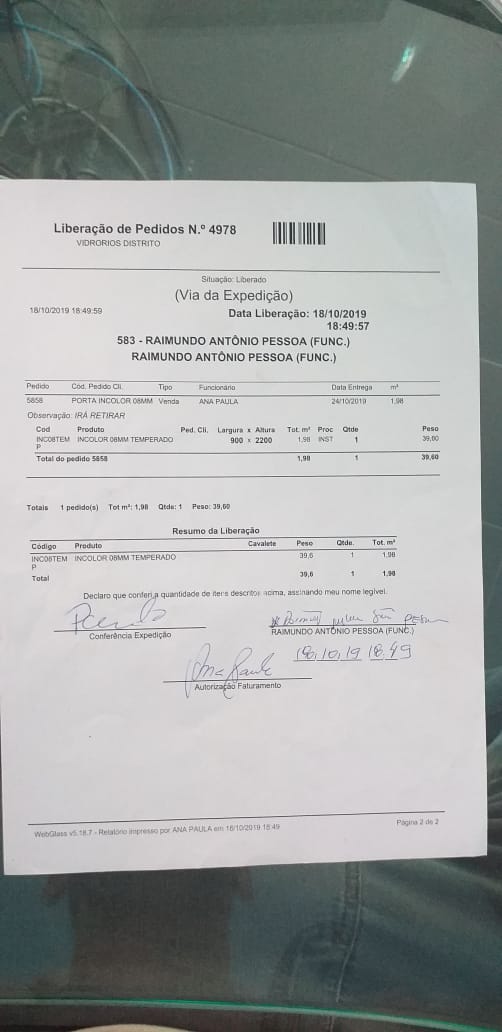 Liberação de Pedidos N.º 4978
VIDRORIOS DISTRITO
Situação: Liberado
(Via da Expedição)
18/10/2019 18:49:59 Data Liberação: 18/10/2019
18:49:57
583 - RAIMUNDO ANTÔNIO PESSOA (FUNC.)
RAIMUNDO ANTÔNIO PESSOA (FUNC.)
Pedido Cód. Pedido Cli. Tipo Funcionário Data Entrega m²
5858 PORTA INCOLOR 08MM Venda ANA PAULA 24/10/2019 1,98
Observação: IRÁ RETIRAR
Cod Produto Ped. Cli. Largura x Altura Tot. m² Proc Qtde Peso
INC08TEM INCOLOR 08MM TEMPERADO 900 x 2200 1,98 INST 1 39,60
P
Total do pedido 5858 1,98 1 39,60
Totais 1 pedido(s) Tot m²: 1,98 Qtde: 1 Peso: 39,60
Resumo da Liberação
Código Produto Cavalete Peso Qtde. Tot. m²
INC08TEM INCOLOR 08MM TEMPERADO 39,6 1 1,98
P
Total 39,6 1 1,98
Declaro que conferi a quantidade de itens descritos acima, assinando meu nome legível.
Conferência Expedição
RAIMUNDO ANTÔNIO PESSOA (FUNC.)
18,10,19 18:49
Ana Paula
Autorização Faturamento
WebGlass v5.18.7 - Relatório impresso por ANA PAULA em 18/10/2019 18:49 Página 2 de 2